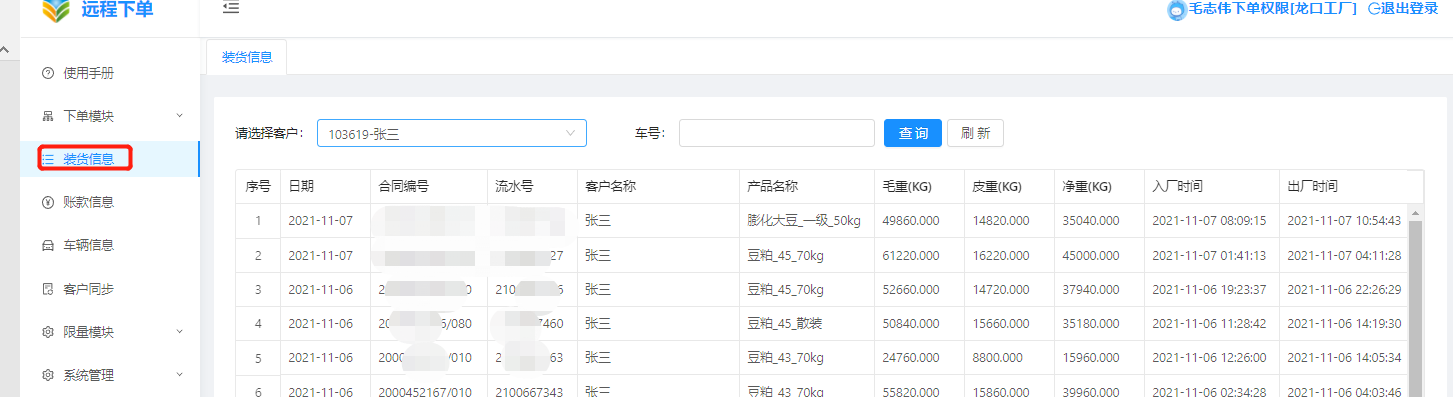 远程下单
毛志伟下单权限[龙口工厂] 退出登录
使用手册
下单模块
装货信息
账款信息
车辆信息
客户同步
限量模块
系统管理
装货信息
请选择客户： 103619-张三 车号： 查询 刷新
序号 日期 合同编号 流水号 客户名称 产品名称 毛重(KG) 皮重(KG) 净重(KG) 入厂时间 出厂时间
1 2021-11-07 张三 膨化大豆_一级_50kg 49860.000 14820.000 35040.000 2021-11-07 08:09:15 2021-11-07 10:54:43
2 2021-11-07 27 张三 豆粕_45_70kg 61220.000 16220.000 45000.000 2021-11-07 01:41:13 2021-11-07 04:11:28
3 2021-11-06 2 0 210 6 张三 豆粕_45_70kg 52660.000 14720.000 37940.000 2021-11-06 19:23:37 2021-11-06 22:26:29
4 2021-11-06 20 6/080 7460 张三 豆粕_45_散装 50840.000 15660.000 35180.000 2021-11-06 11:28:42 2021-11-06 14:19:30
5 2021-11-06 2000 /010 2 63 张三 豆粕_43_70kg 24760.000 8800.000 15960.000 2021-11-06 12:26:00 2021-11-06 14:05:34
6 2021-11-06 2000452167/010 2100667343 张三 豆粕_43_70kg 55820.000 15860.000 39960.000 2021-11-06 02:34:28 2021-11-06 04:03:46